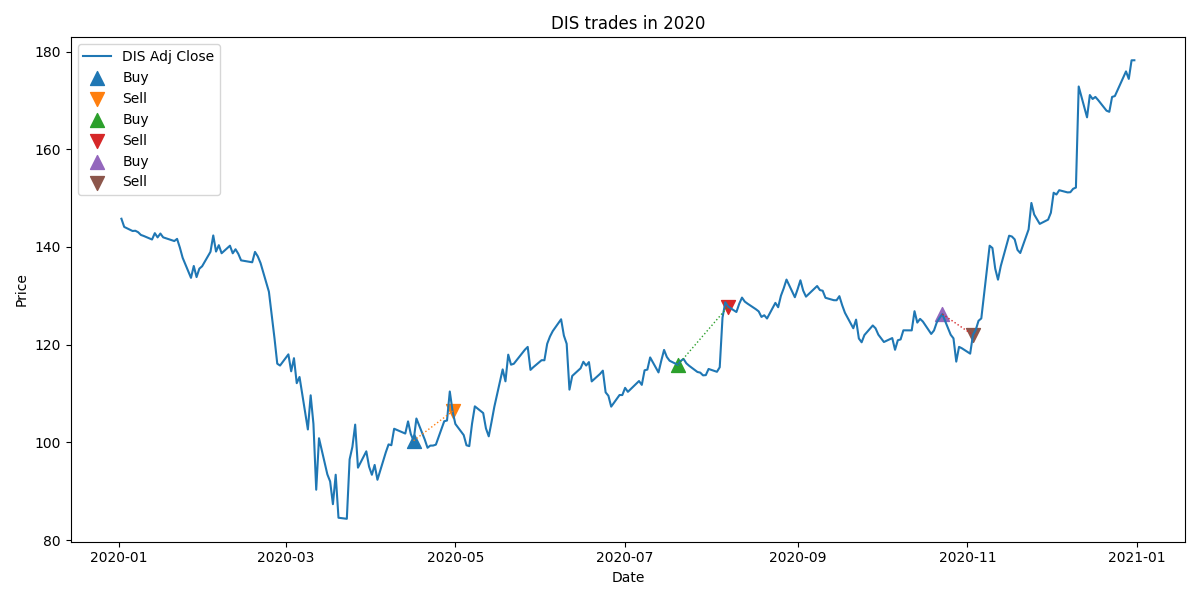 DIS trades in 2020
DIS Adj Close
Buy
Sell
Buy
Sell
Buy
Sell
180
160
140
120
100
80
Price
2020-01
2020-03
2020-05
2020-07
2020-09
2020-11
2021-01
Date